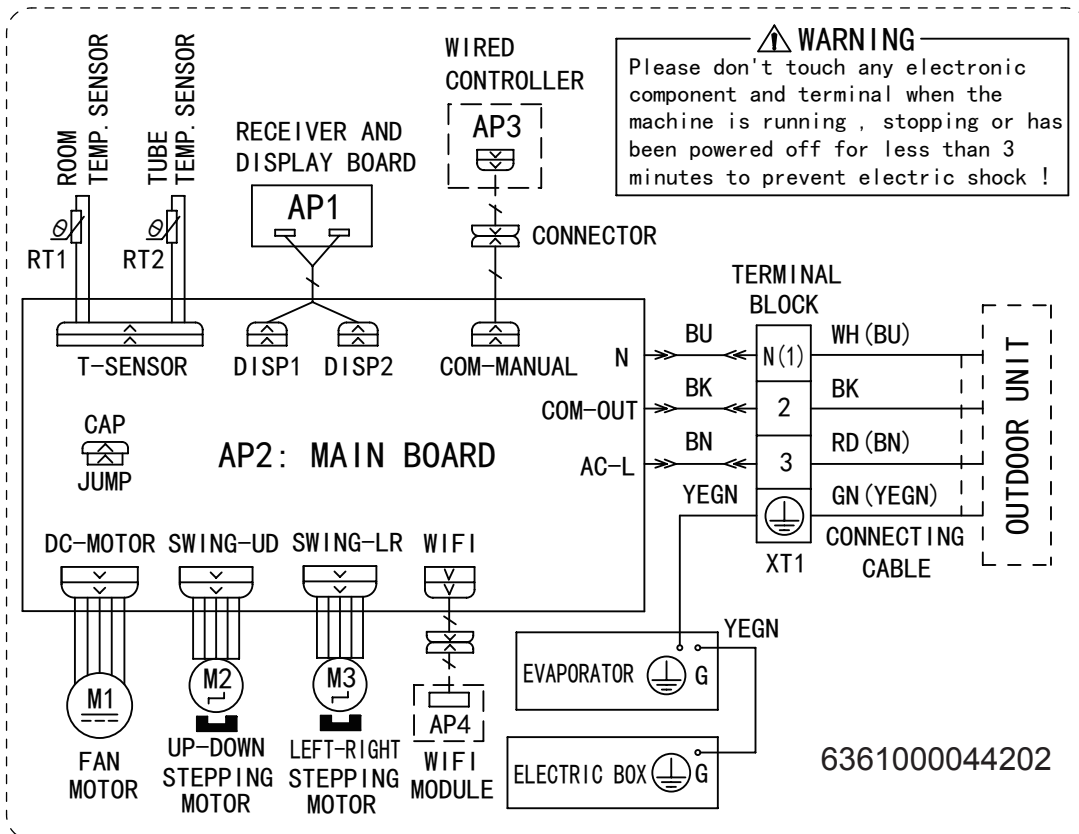 WARNING
Please don't touch any electronic
component and terminal when the
machine is running , stopping or has
been powered off for less than 3
minutes to prevent electric shock !
ROOM
TEMP. SENSOR
TUBE
TEMP. SENSOR
RT1
RT2
RECEIVER AND
DISPLAY BOARD
AP1
WIRED
CONTROLLER
AP3
CONNECTOR
T-SENSOR
DISP1
DISP2
COM-MANUAL
N
COM-OUT
AC-L
CAP
JUMP
AP2: MAIN BOARD
TERMINAL
BLOCK
BU
N(1)
WH(BU)
BK
2
BK
BN
3
RD(BN)
YEGN
GN(YEGN)
XT1
CONNECTING
CABLE
OUTDOOR UNIT
DC-MOTOR
SWING-UD
SWING-LR
WIFI
M1
M2
M3
AP4
FAN
MOTOR
UP-DOWN
STEPPING
MOTOR
LEFT-RIGHT
STEPPING
MOTOR
WIFI
MODULE
YEGN
EVAPORATOR
G
ELECTRIC BOX
G
6361000044202